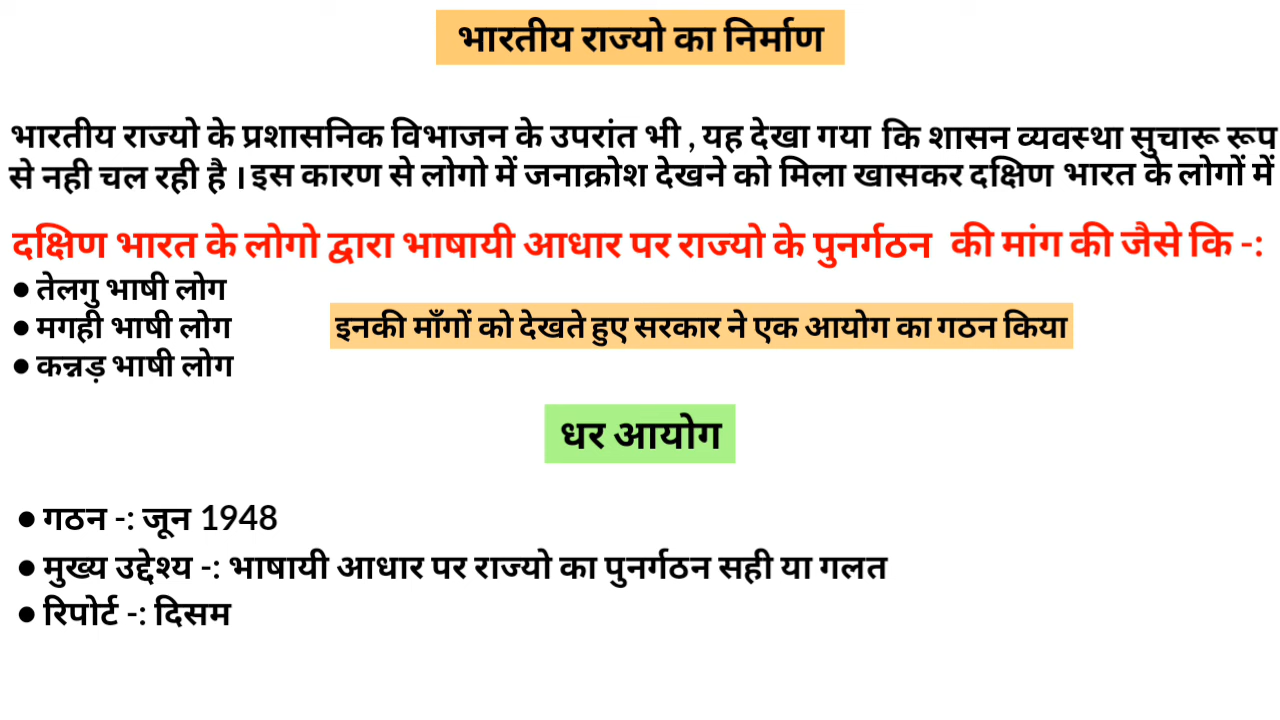 भारतीय राज्यो का निर्माण
भारतीय राज्यो के प्रशासनिक विभाजन के उपरांत भी , यह देखा गया कि शासन व्यवस्था सुचारू रूप
से नही चल रही है । इस कारण से लोगो में जनाक्रोश देखने को मिला खासकर दक्षिण भारत के लोगों में
दक्षिण भारत के लोगो द्वारा भाषायी आधार पर राज्यो के पुनर्गठन की मांग की जैसे कि -:
● तेलगु भाषी लोग
● मगही भाषी लोग
इनकी माँगों को देखते हुए सरकार ने एक आयोग का गठन किया
● कन्नड़ भाषी लोग
धर आयोग
● गठन -: जून 1948
● मुख्य उद्देश्य -: भाषायी आधार पर राज्यो का पुनर्गठन सही या गलत
● रिपोर्ट -: दिसम